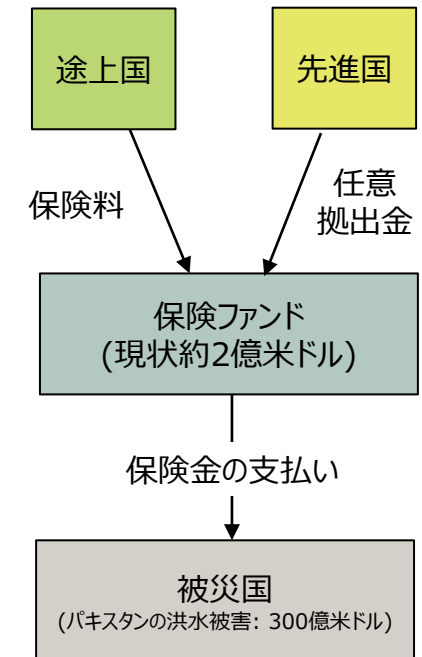 途上国
先進国
保険料
任意
拠出金
保険ファンド
(現状約2億米ドル)
保険金の支払い
被災国
(パキスタンの洪水被害: 300億米ドル)